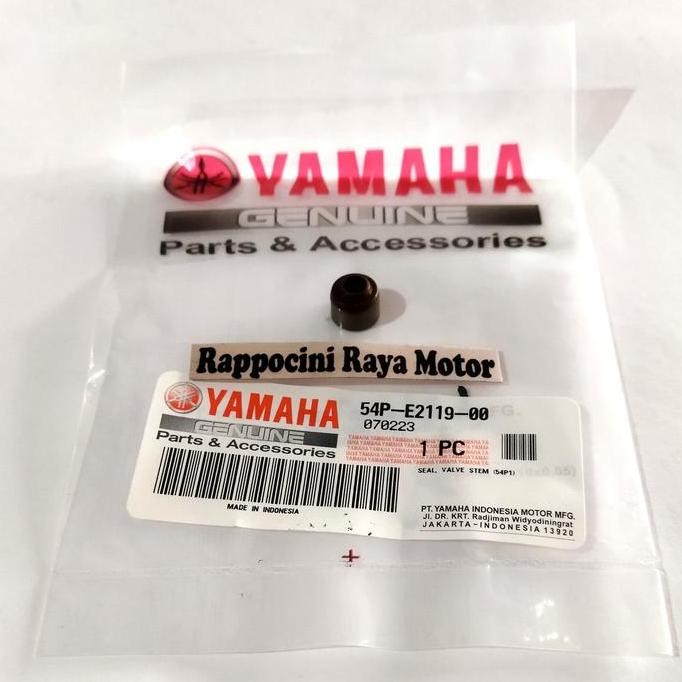 YAMAHA
GENUINE
Parts & Accessories
Rappocini Raya Motor
YAMAHA
GENUINE
Parts & Accessories
54P-E2119-00
070223
1 PC
SEAL, VALVE STEM (54P1)
MADE IN INDONESIA
PT. YAMAHA INDONESIA MOTOR MFG.
Jl. DR. KRT. Radjiman Widyodiningrat
JAKARTA-INDONESIA 13920